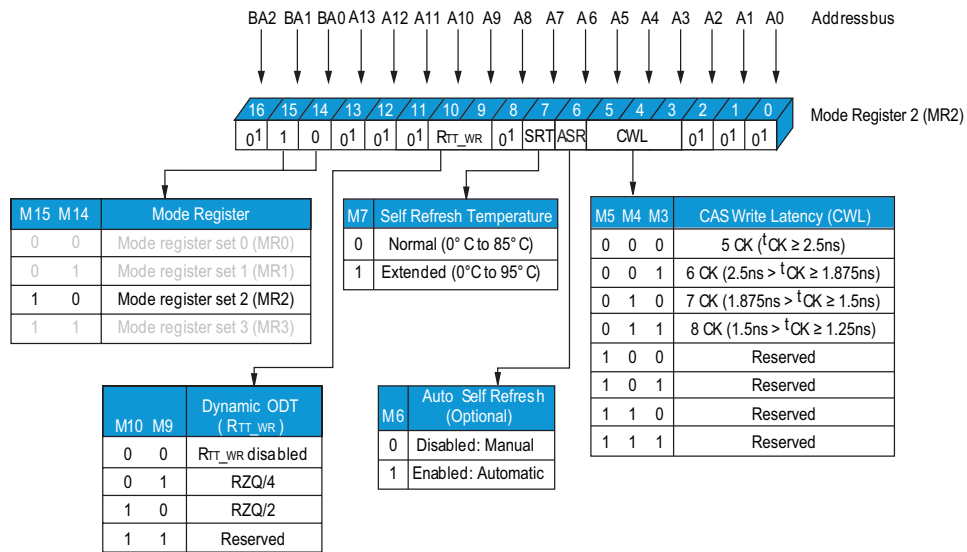 BA2 BA1 BA0 A13 A12 A11 A10 A9 A8 A7 A6 A5 A4 A3 A2 A1 A0 Addressbus
16 15 14 13 12 11 10 9 8 7 6 5 4 3 2 1 0 Mode Register 2 (MR2)
0¹ 1 0 0¹ 0¹ 0¹ RTT_WR 0¹ SRT ASR CWL 0¹ 0¹ 0¹
M15 M14 Mode Register
0 0 Mode register set 0 (MR0)
0 1 Mode register set 1 (MR1)
1 0 Mode register set 2 (MR2)
1 1 Mode register set 3 (MR3)
M7 Self Refresh Temperature
0 Normal (0° C to 85° C)
1 Extended (0°C to 95° C)
M5 M4 M3 CAS Write Latency (CWL)
0 0 0 5 CK (tCK ≥ 2.5ns)
0 0 1 6 CK (2.5ns > tCK ≥ 1.875ns)
0 1 0 7 CK (1.875ns > tCK ≥ 1.5ns)
0 1 1 8 CK (1.5ns > tCK ≥ 1.25ns)
1 0 0 Reserved
1 0 1 Reserved
1 1 0 Reserved
1 1 1 Reserved
Dynamic ODT
M10 M9 (RTT_WR)
0 0 RTT_WR disabled
0 1 RZQ/4
1 0 RZQ/2
1 1 Reserved
Auto Self Refresh
M6 (Optional)
0 Disabled: Manual
1 Enabled: Automatic